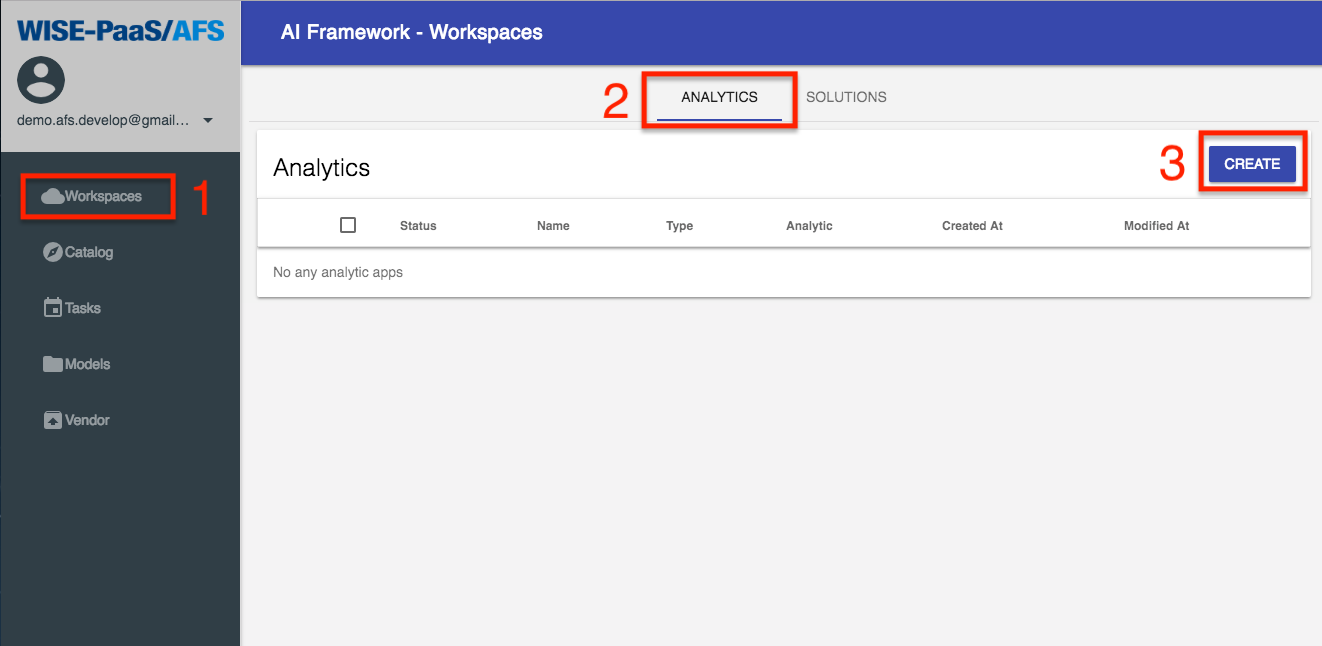 WISE-PaaS/AFS
demo.afs.develop@gmail...
Workspaces 1
Catalog
Tasks
Models
Vendor
AI Framework - Workspaces
2 ANALYTICS SOLUTIONS
Analytics 3 CREATE
Status Name Type Analytic Created At Modified At
No any analytic apps